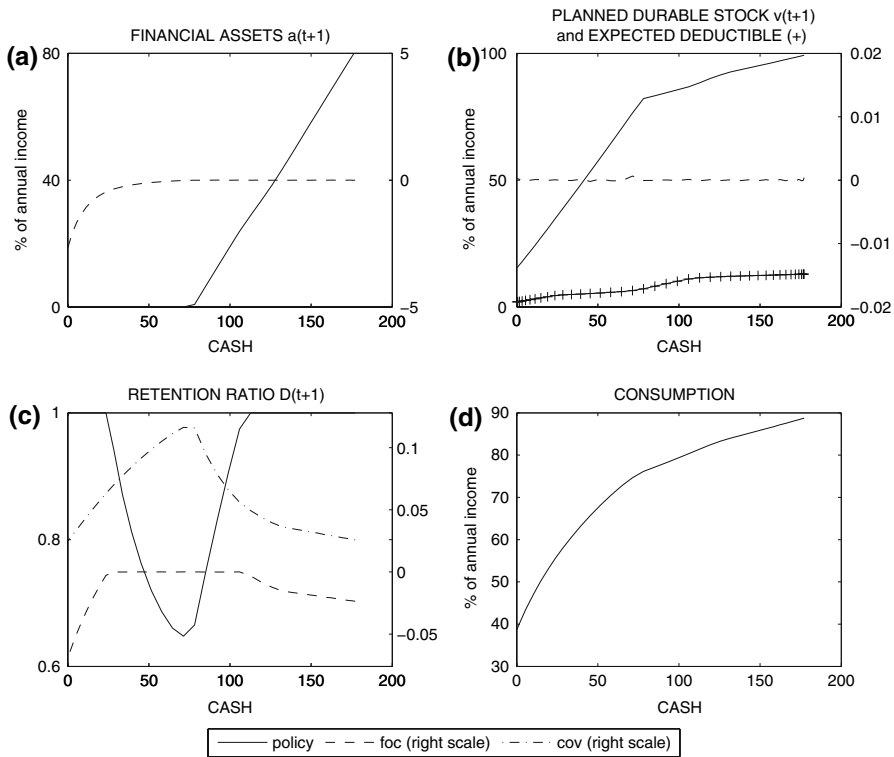 (a)
FINANCIAL ASSETS a(t+1)
% of annual income
80
40
0
5
0
−5
0 50 100 150 200
CASH
(b)
PLANNED DURABLE STOCK v(t+1)
and EXPECTED DEDUCTIBLE (+)
% of annual income
100
50
0
0.02
0.01
0
−0.01
−0.02
0 50 100 150 200
CASH
(c)
RETENTION RATIO D(t+1)
1
0.8
0.6
0.1
0.05
0
−0.05
0 50 100 150 200
CASH
(d)
CONSUMPTION
% of annual income
90
80
70
60
50
40
30
0 50 100 150 200
CASH
policy foc (right scale) cov (right scale)